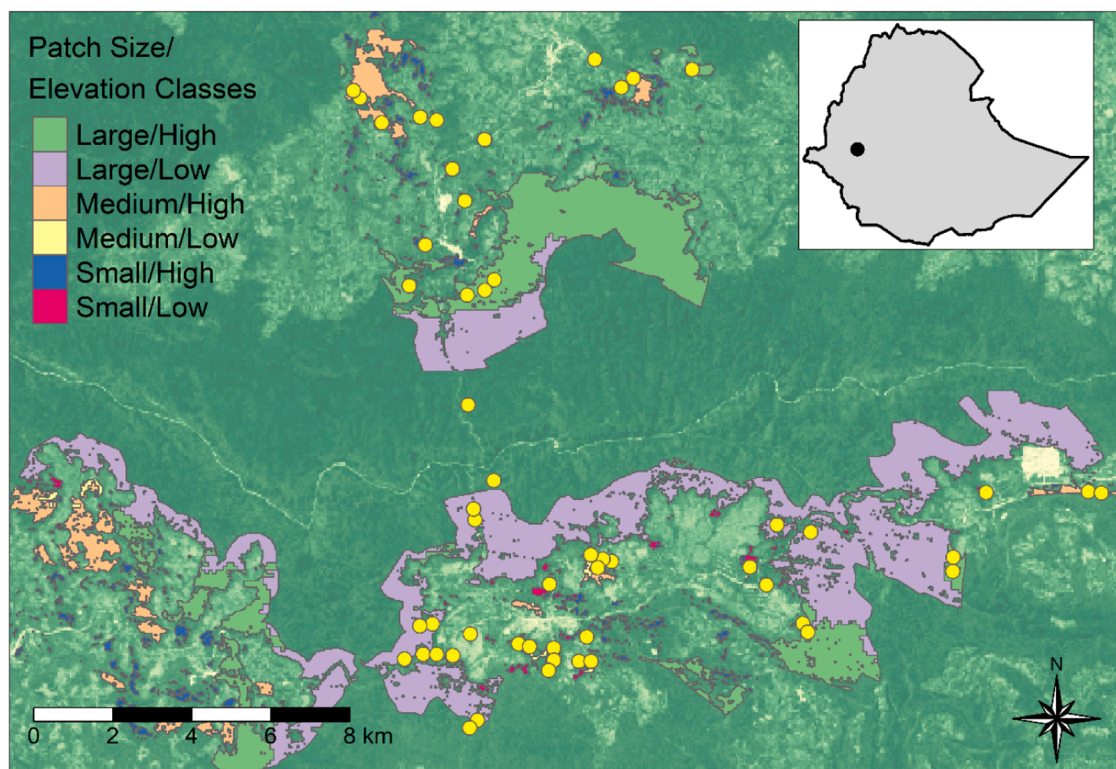 Patch Size/
Elevation Classes
Large/High
Large/Low
Medium/High
Medium/Low
Small/High
Small/Low
0 2 4 6 8 km
N